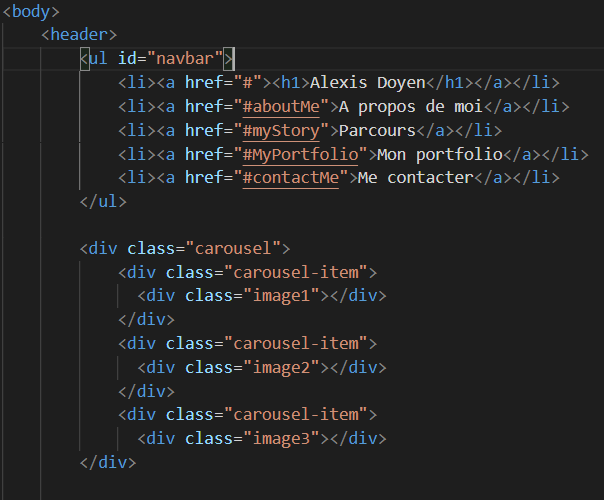 <body>
<header>
<ul id="navbar">
<li><a href="#"><h1>Alexis Doyen</h1></a></li>
<li><a href="#aboutMe">A propos de moi</a></li>
<li><a href="#myStory">Parcours</a></li>
<li><a href="#MyPortfolio">Mon portfolio</a></li>
<li><a href="#contactMe">Me contacter</a></li>
</ul>
<div class="carousel">
<div class="carousel-item">
<div class="image1"></div>
</div>
<div class="carousel-item">
<div class="image2"></div>
</div>
<div class="carousel-item">
<div class="image3"></div>
</div>